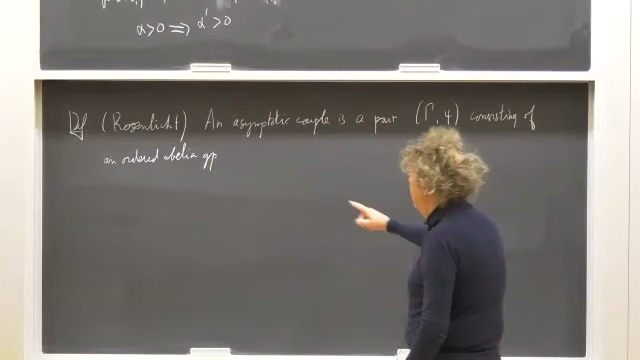 α>0 ⟹ α′>0
Def (Rosenlicht) An asymptotic couple is a pair (Γ, ψ) consisting of
an ordered abelian gp